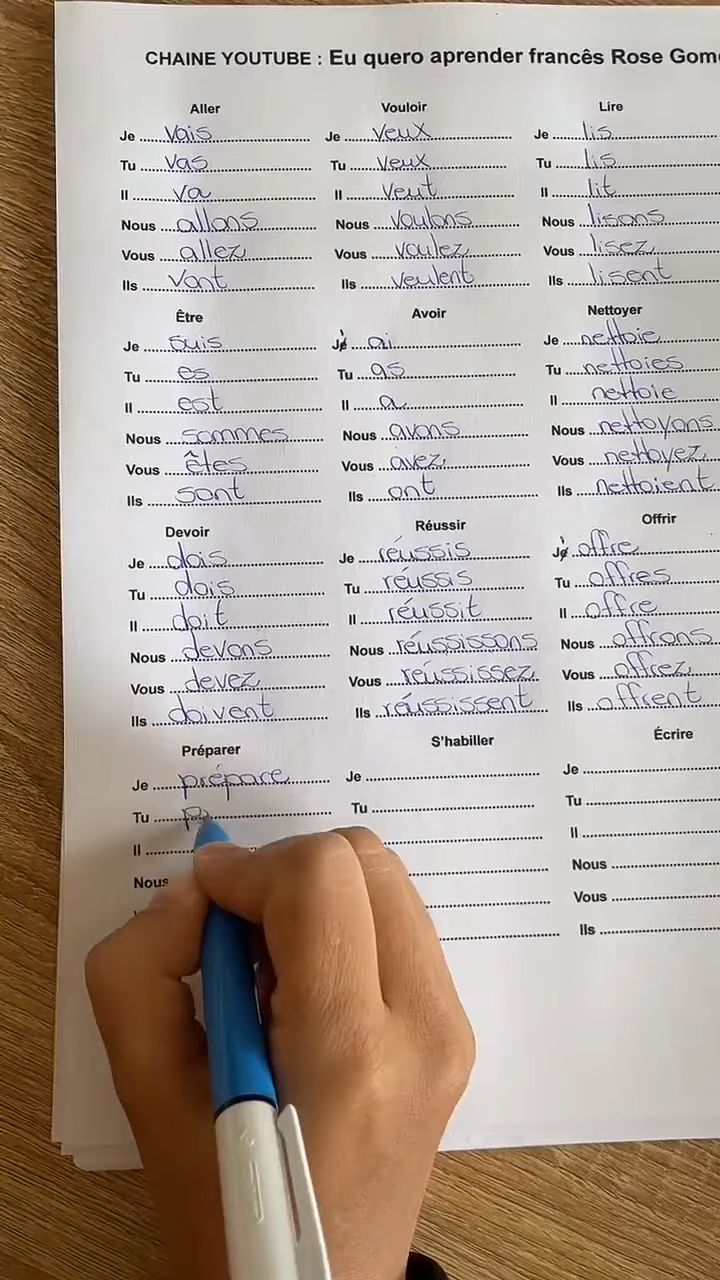 CHAINE YOUTUBE : Eu quero aprender francês Rose Gom
Aller Vouloir Lire
Je vais Je veux Je lis
Tu vas Tu veux Tu lis
Il va Il veut Il lit
Nous allons Nous voulons Nous lisons
Vous allez Vous voulez Vous lisez
Ils vont Ils veulent Ils lisent
Être Avoir Nettoyer
Je suis J' ai Je nettoie
Tu es Tu as Tu nettoies
Il est Il a Il nettoie
Nous sommes Nous avons Nous nettoyons
Vous êtes Vous avez Vous nettoyez
Ils sont Ils ont Ils nettoient
Devoir Réussir Offrir
Je dois Je réussis J' offre
Tu dois Tu réussis Tu offres
Il doit Il réussit Il offre
Nous devons Nous réussissons Nous offrons
Vous devez Vous réussissez Vous offrez
Ils doivent Ils réussissent Ils offrent
Préparer S'habiller Écrire
Je prépare Je Je
Tu Tu Tu
Il Il
Nous Nous
Vous
Ils